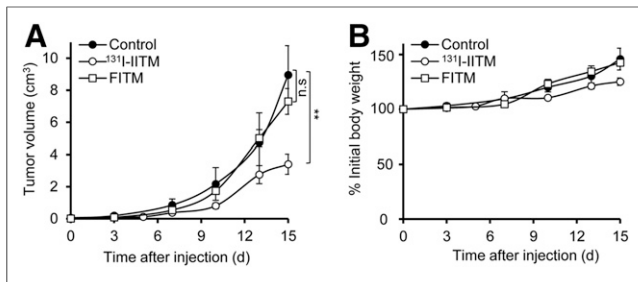 A
Control
¹³¹I-IITM
FITM
Tumor volume (cm³)
10
8
6
4
2
0
n.s
**
0 3 6 9 12 15
Time after injection (d)
B
Control
¹³¹I-IITM
FITM
% Initial body weight
150
100
50
0
0 3 6 9 12 15
Time after injection (d)